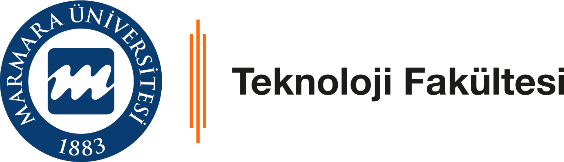 MARMARA ÜNİVERSİTESİ
1883
m
Teknoloji Fakültesi